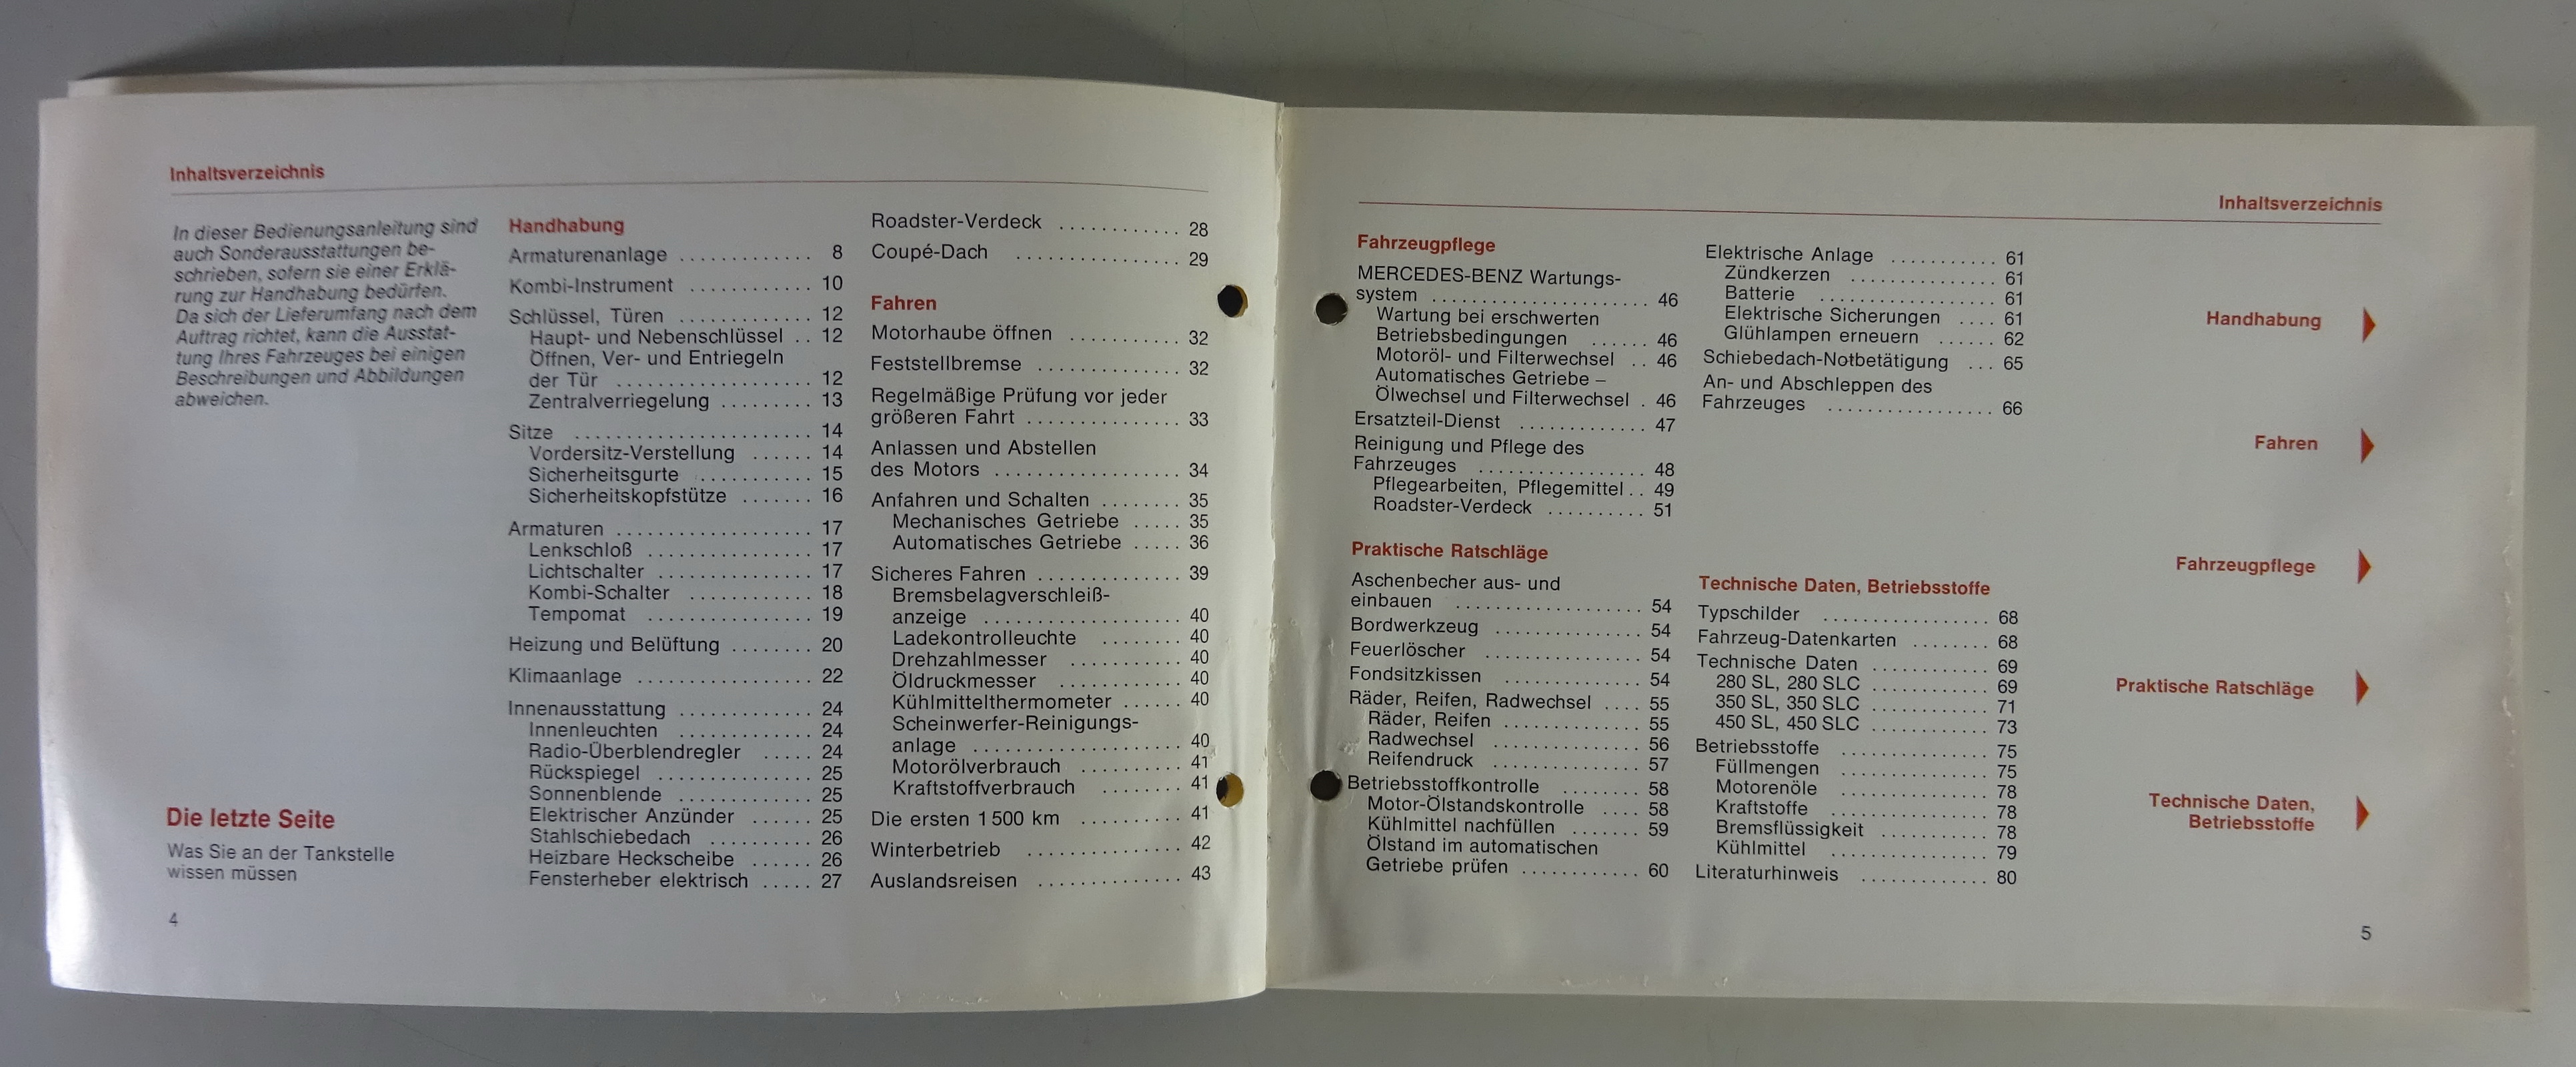 Inhaltsverzeichnis
In dieser Bedienungsanleitung sind
auch Sonderausstattungen be-
schrieben, sofern sie einer Erklä-
rung zur Handhabung bedürfen.
Da sich der Lieferumfang nach dem
Auftrag richtet, kann die Ausstat-
tung Ihres Fahrzeuges bei einigen
Beschreibungen und Abbildungen
abweichen.
Die letzte Seite
Was Sie an der Tankstelle
wissen müssen
4
Handhabung
Armaturenanlage ............. 8
Kombi-Instrument ............ 10
Schlüssel, Türen ............. 12
Haupt- und Nebenschlüssel .. 12
Öffnen, Ver- und Entriegeln
der Tür ................... 12
Zentralverriegelung ......... 13
Sitze ....................... 14
Vordersitz-Verstellung ...... 14
Sicherheitsgurte ........... 15
Sicherheitskopfstütze ....... 16
Armaturen ................... 17
Lenkschloß ................ 17
Lichtschalter ............... 17
Kombi-Schalter ............ 18
Tempomat ................ 19
Heizung und Belüftung ........ 20
Klimaanlage ................. 22
Innenausstattung ............. 24
Innenleuchten ............. 24
Radio-Überblendregler ..... 24
Rückspiegel ............... 25
Sonnenblende ............. 25
Elektrischer Anzünder ...... 25
Stahlschiebedach .......... 26
Heizbare Heckscheibe ...... 26
Fensterheber elektrisch ..... 27
Roadster-Verdeck ............ 28
Coupé-Dach ................ 29
Fahren
Motorhaube öffnen ........... 32
Feststellbremse .............. 32
Regelmäßige Prüfung vor jeder
größeren Fahrt ............... 33
Anlassen und Abstellen
des Motors .................. 34
Anfahren und Schalten ........ 35
Mechanisches Getriebe ..... 35
Automatisches Getriebe ..... 36
Sicheres Fahren .............. 39
Bremsbelagverschleiß-
anzeige ................... 40
Ladekontrolleuchte ........ 40
Drehzahlmesser ........... 40
Öldruckmesser ............ 40
Kühlmittelthermometer ...... 40
Scheinwerfer-Reinigungs-
anlage .................... 40
Motorölverbrauch .......... 41
Kraftstoffverbrauch ........ 41
Die ersten 1500 km .......... 41
Winterbetrieb ............... 42
Auslandsreisen .............. 43
Inhaltsverzeichnis
Fahrzeugpflege
MERCEDES-BENZ Wartungs-
system ...................... 46
Wartung bei erschwerten
Betriebsbedingungen ...... 46
Motoröl- und Filterwechsel .. 46
Automatisches Getriebe –
Ölwechsel und Filterwechsel . 46
Ersatzteil-Dienst ............. 47
Reinigung und Pflege des
Fahrzeuges ................. 48
Pflegearbeiten, Pflegemittel .. 49
Roadster-Verdeck .......... 51
Praktische Ratschläge
Aschenbecher aus- und
einbauen ................... 54
Bordwerkzeug ............... 54
Feuerlöscher ................ 54
Fondsitzkissen .............. 54
Räder, Reifen, Radwechsel .... 55
Räder, Reifen .............. 55
Radwechsel ............... 56
Reifendruck ............... 57
Betriebsstoffkontrolle ........ 58
Motor-Ölstandskontrolle .... 58
Kühlmittel nachfüllen ....... 59
Ölstand im automatischen
Getriebe prüfen ............ 60
Elektrische Anlage ........... 61
Zündkerzen ............... 61
Batterie .................. 61
Elektrische Sicherungen .... 61
Glühlampen erneuern ...... 62
Schiebedach-Notbetätigung ... 65
An- und Abschleppen des
Fahrzeuges ................. 66
Technische Daten, Betriebsstoffe
Typschilder ................. 68
Fahrzeug-Datenkarten ........ 68
Technische Daten ............ 69
280 SL, 280 SLC ............ 69
350 SL, 350 SLC ............ 71
450 SL, 450 SLC ............ 73
Betriebsstoffe ............... 75
Füllmengen ............... 75
Motorenöle ............... 78
Kraftstoffe ................ 78
Bremsflüssigkeit ........... 78
Kühlmittel ................ 79
Literaturhinweis ............. 80
Handhabung
Fahren
Fahrzeugpflege
Praktische Ratschläge
Technische Daten,
Betriebsstoffe
5